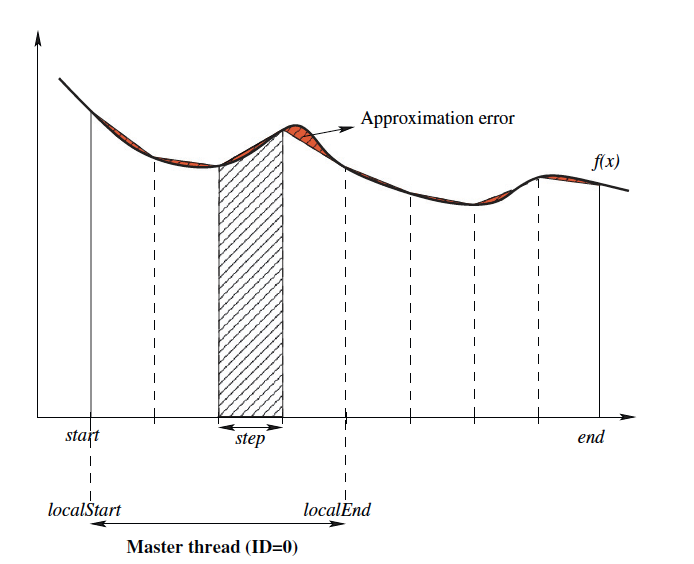 Approximation error
f(x)
start
step
end
localStart
localEnd
Master thread (ID=0)